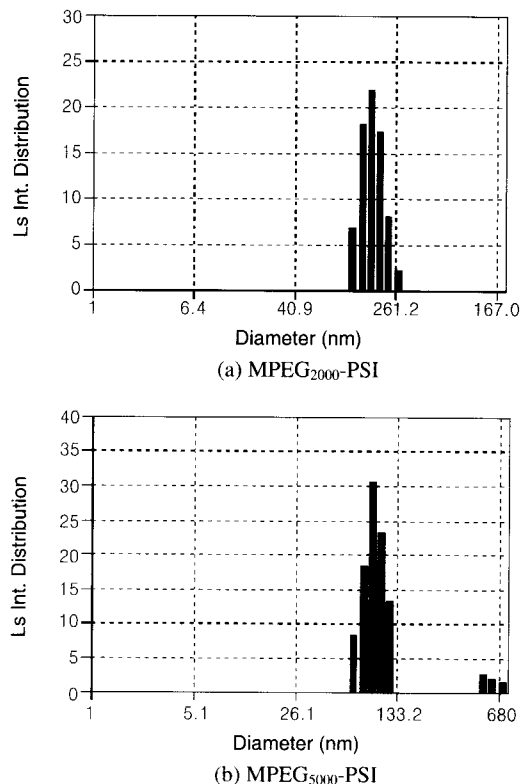 30
25
20
15
10
5
0
Ls Int. Distribution
1 6.4 40.9 261.2 167.0
Diameter (nm)
(a) MPEG2000-PSI
40
35
30
25
20
15
10
5
0
Ls Int. Distribution
1 5.1 26.1 133.2 680
Diameter (nm)
(b) MPEG5000-PSI